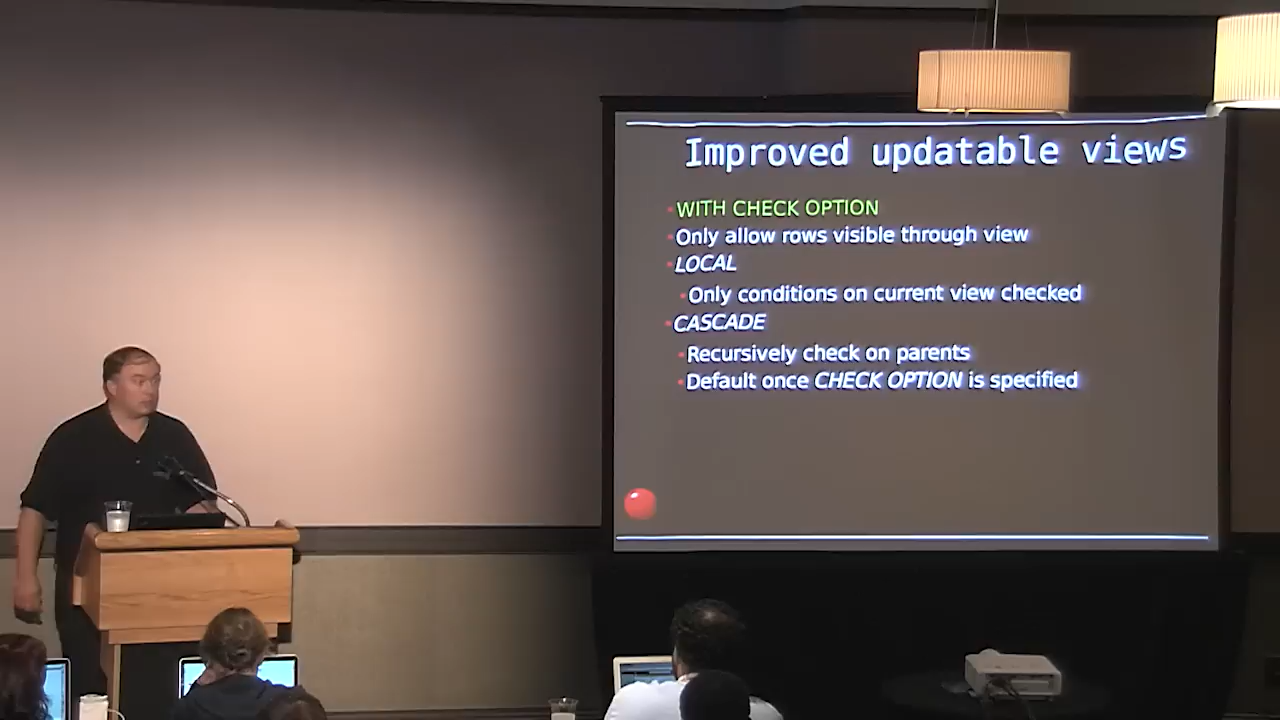 Improved updatable views
WITH CHECK OPTION
Only allow rows visible through view
LOCAL
Only conditions on current view checked
CASCADE
Recursively check on parents
Default once CHECK OPTION is specified